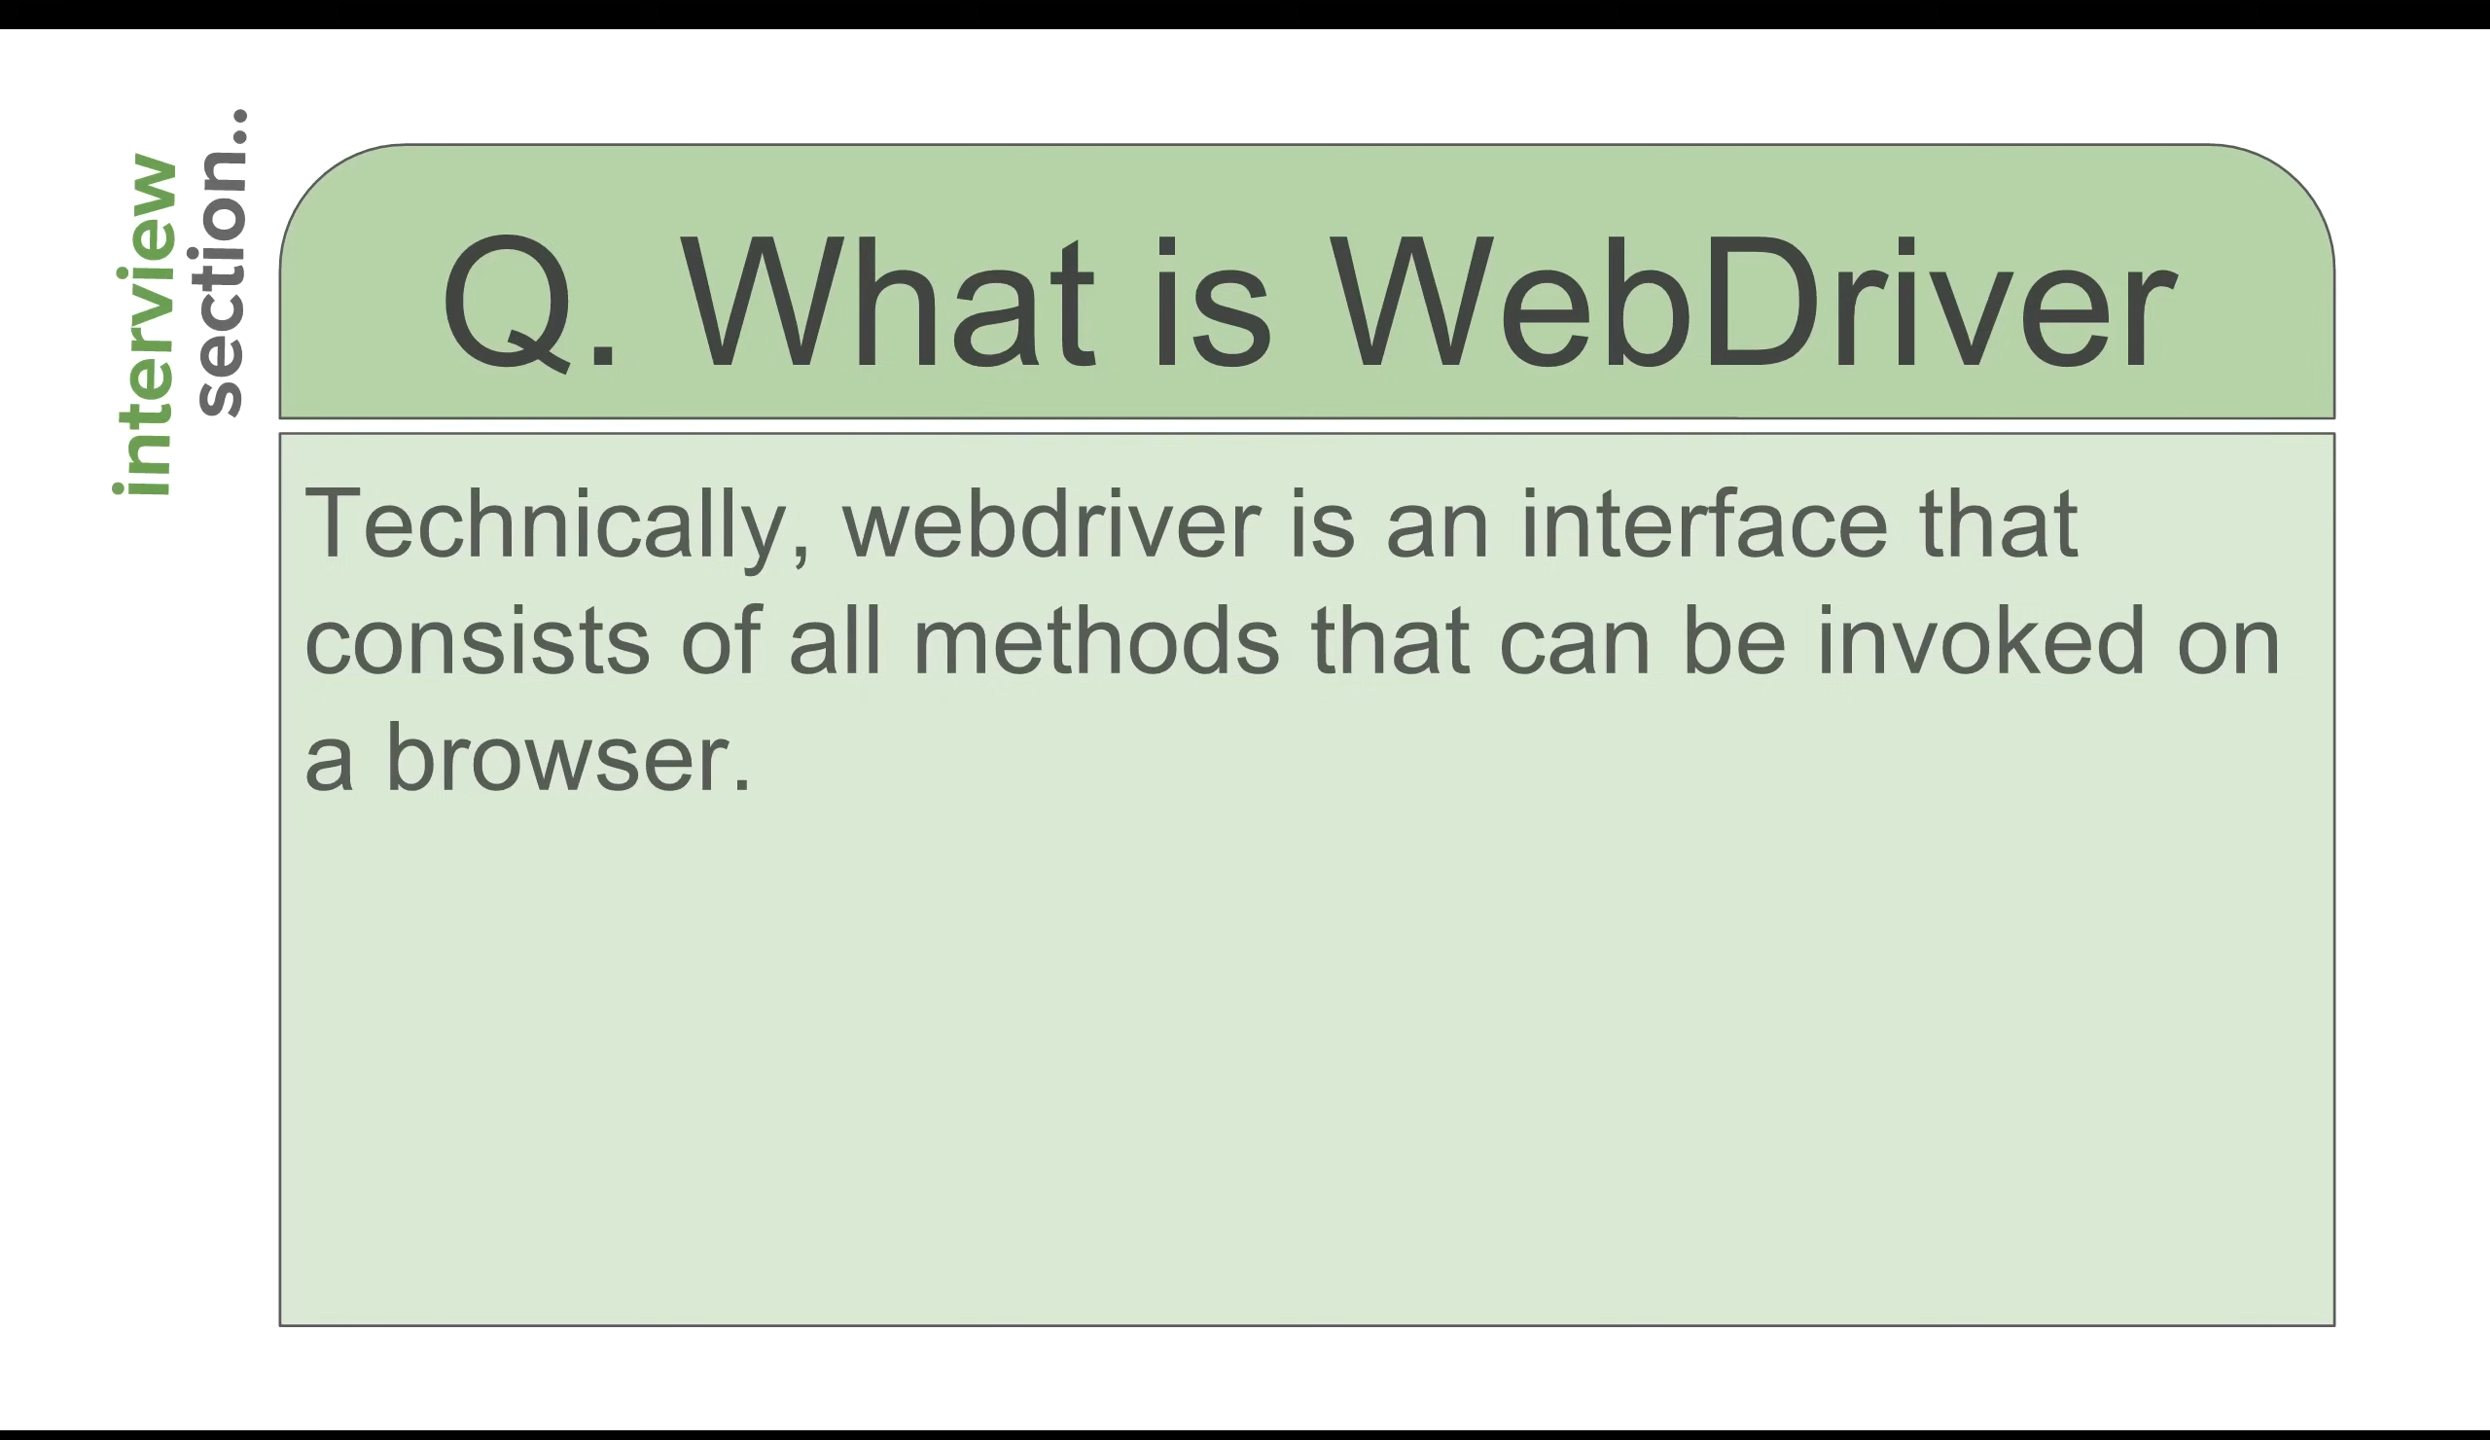 interview
section..
Q. What is WebDriver
Technically, webdriver is an interface that
consists of all methods that can be invoked on
a browser.